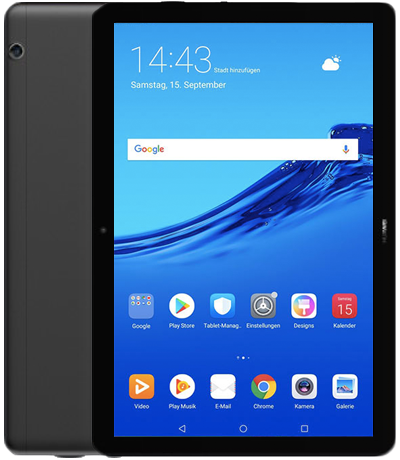 14:43 Stadt hinzufügen
Samstag, 15. September
Google
HUAWEI
Google Play Store Tablet-Manag.. Einstellungen Designs Kalender
Samstag
15
Video Play Musik E-Mail Chrome Kamera Galerie